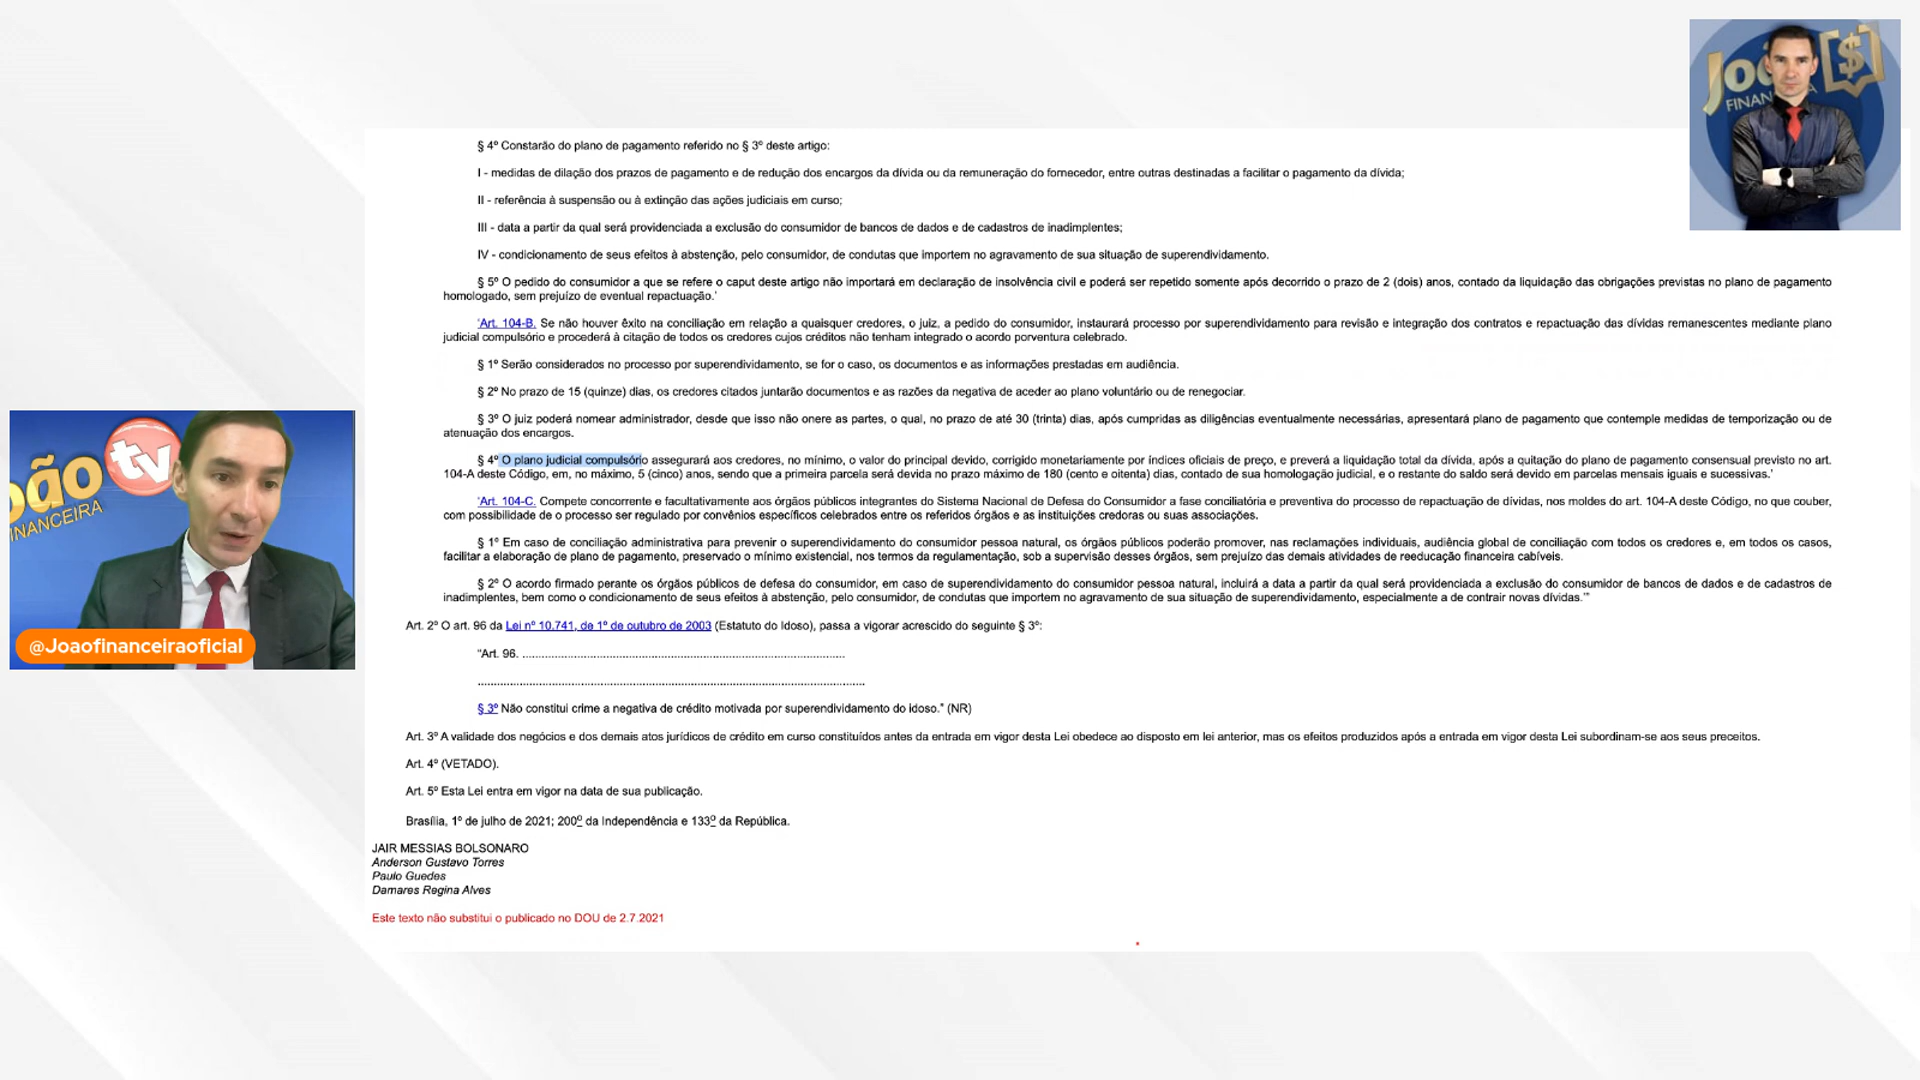 João
$
FINANCEIRA
§ 4º Constarão do plano de pagamento referido no § 3º deste artigo:
I - medidas de dilação dos prazos de pagamento e de redução dos encargos da dívida ou da remuneração do fornecedor, entre outras destinadas a facilitar o pagamento da dívida;
II - referência à suspensão ou à extinção das ações judiciais em curso;
III - data a partir da qual será providenciada a exclusão do consumidor de bancos de dados e de cadastros de inadimplentes;
IV - condicionamento de seus efeitos à abstenção, pelo consumidor, de condutas que importem no agravamento de sua situação de superendividamento.
§ 5º O pedido do consumidor a que se refere o caput deste artigo não importará em declaração de insolvência civil e poderá ser repetido somente após decorrido o prazo de 2 (dois) anos, contado da liquidação das obrigações previstas no plano de pagamento
homologado, sem prejuízo de eventual repactuação.'
'Art. 104-B. Se não houver êxito na conciliação em relação a quaisquer credores, o juiz, a pedido do consumidor, instaurará processo por superendividamento para revisão e integração dos contratos e repactuação das dívidas remanescentes mediante plano
judicial compulsório e procederá à citação de todos os credores cujos créditos não tenham integrado o acordo porventura celebrado.
§ 1º Serão considerados no processo por superendividamento, se for o caso, os documentos e as informações prestadas em audiência.
§ 2º No prazo de 15 (quinze) dias, os credores citados juntarão documentos e as razões da negativa de aceder ao plano voluntário ou de renegociar.
§ 3º O juiz poderá nomear administrador, desde que isso não onere as partes, o qual, no prazo de até 30 (trinta) dias, após cumpridas as diligências eventualmente necessárias, apresentará plano de pagamento que contemple medidas de temporização ou de
atenuação dos encargos.
§ 4º O plano judicial compulsório assegurará aos credores, no mínimo, o valor do principal devido, corrigido monetariamente por índices oficiais de preço, e preverá a liquidação total da dívida, após a quitação do plano de pagamento consensual previsto no art.
104-A deste Código, em, no máximo, 5 (cinco) anos, sendo que a primeira parcela será devida no prazo máximo de 180 (cento e oitenta) dias, contado de sua homologação judicial, e o restante do saldo será devido em parcelas mensais iguais e sucessivas.'
'Art. 104-C. Compete concorrente e facultativamente aos órgãos públicos integrantes do Sistema Nacional de Defesa do Consumidor a fase conciliatória e preventiva do processo de repactuação de dívidas, nos moldes do art. 104-A deste Código, no que couber,
com possibilidade de o processo ser regulado por convênios específicos celebrados entre os referidos órgãos e as instituições credoras ou suas associações.
§ 1º Em caso de conciliação administrativa para prevenir o superendividamento do consumidor pessoa natural, os órgãos públicos poderão promover, nas reclamações individuais, audiência global de conciliação com todos os credores e, em todos os casos,
facilitar a elaboração de plano de pagamento, preservado o mínimo existencial, nos termos da regulamentação, sob a supervisão desses órgãos, sem prejuízo das demais atividades de reeducação financeira cabíveis.
§ 2º O acordo firmado perante os órgãos públicos de defesa do consumidor, em caso de superendividamento do consumidor pessoa natural, incluirá a data a partir da qual será providenciada a exclusão do consumidor de bancos de dados e de cadastros de
inadimplentes, bem como o condicionamento de seus efeitos à abstenção, pelo consumidor, de condutas que importem no agravamento de sua situação de superendividamento, especialmente a de contrair novas dívidas.'"
Art. 2º O art. 96 da Lei nº 10.741, de 1º de outubro de 2003 (Estatuto do Idoso), passa a vigorar acrescido do seguinte § 3º:
"Art. 96. ..........................................................................................................
................................................................................................................................
§ 3º Não constitui crime a negativa de crédito motivada por superendividamento do idoso." (NR)
Art. 3º A validade dos negócios e dos demais atos jurídicos de crédito em curso constituídos antes da entrada em vigor desta Lei obedece ao disposto em lei anterior, mas os efeitos produzidos após a entrada em vigor desta Lei subordinam-se aos seus preceitos.
Art. 4º (VETADO).
Art. 5º Esta Lei entra em vigor na data de sua publicação.
Brasília, 1º de julho de 2021; 200º da Independência e 133º da República.
JAIR MESSIAS BOLSONARO
Anderson Gustavo Torres
Paulo Guedes
Damares Regina Alves
Este texto não substitui o publicado no DOU de 2.7.2021
oão tv
FINANCEIRA
@Joaofinanceiraoficial